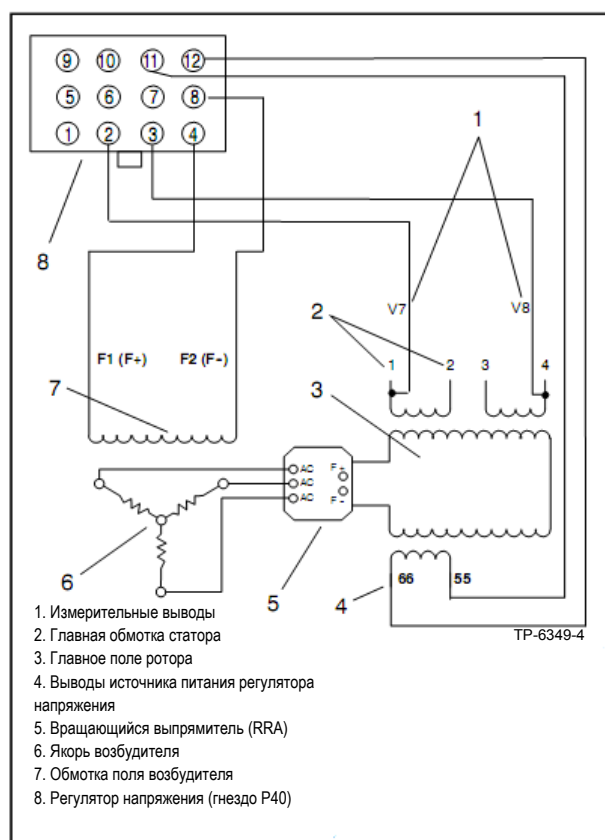 9 10 11 12
5 6 7 8
1 2 3 4
1
8
V7 V8
2
1 2 3 4
F1 (F+) F2 (F-)
3
7
AC F+
AC
AC F-
6
5
4
66 55
TP-6349-4
1. Измерительные выводы
2. Главная обмотка статора
3. Главное поле ротора
4. Выводы источника питания регулятора
напряжения
5. Вращающийся выпрямитель (RRA)
6. Якорь возбудителя
7. Обмотка поля возбудителя
8. Регулятор напряжения (гнездо P40)